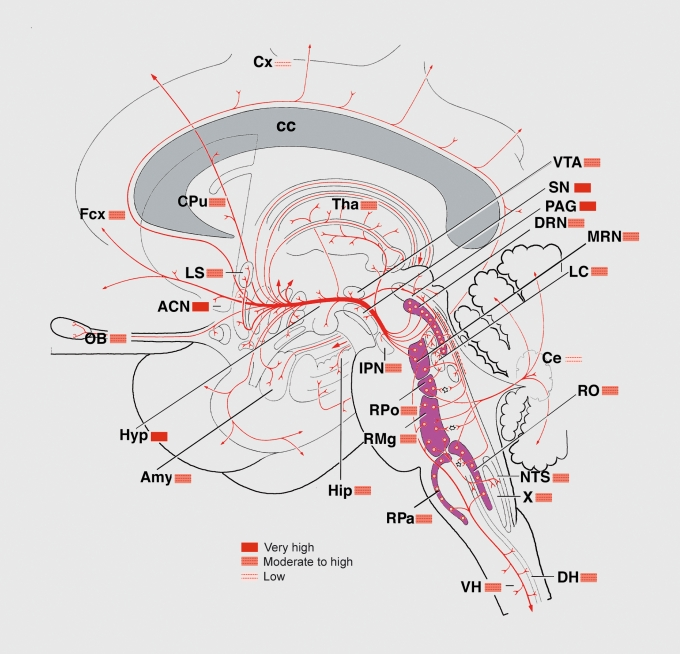 Cx
cc
VTA
SN
CPu
Tha
PAG
Fcx
DRN
MRN
LS
LC
ACN
OB
Ce
IPN
RO
RPo
Hyp
RMg
Amy
NTS
Hip
X
RPa
Very high
Moderate to high
Low
DH
VH